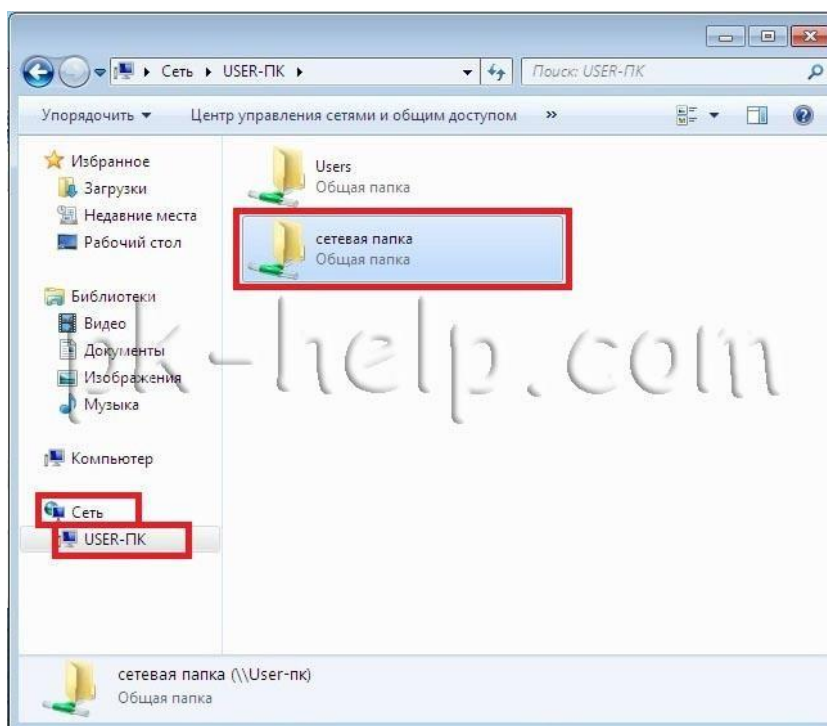 Сеть ▸ USER-ПК ▸
Поиск: USER-ПК
Упорядочить ▼ Центр управления сетями и общим доступом »
Избранное
Загрузки
Недавние места
Рабочий стол
Библиотеки
Видео
Документы
Изображения
Музыка
Компьютер
Сеть
USER-ПК
Users
Общая папка
сетевая папка
Общая папка
pk-help.com
сетевая папка (\\User-пк)
Общая папка